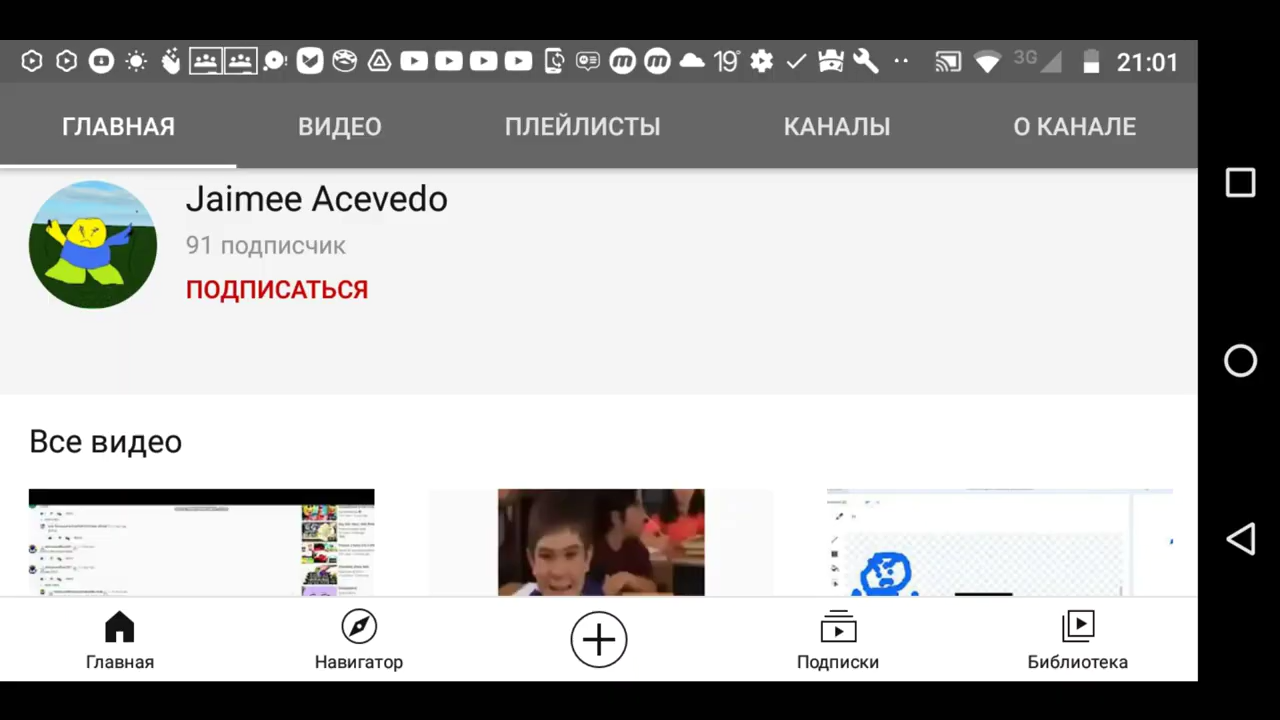 19° 3G 21:01
ГЛАВНАЯ ВИДЕО ПЛЕЙЛИСТЫ КАНАЛЫ О КАНАЛЕ
Jaimee Acevedo
91 подписчик
ПОДПИСАТЬСЯ
Все видео
Главная Навигатор Подписки Библиотека